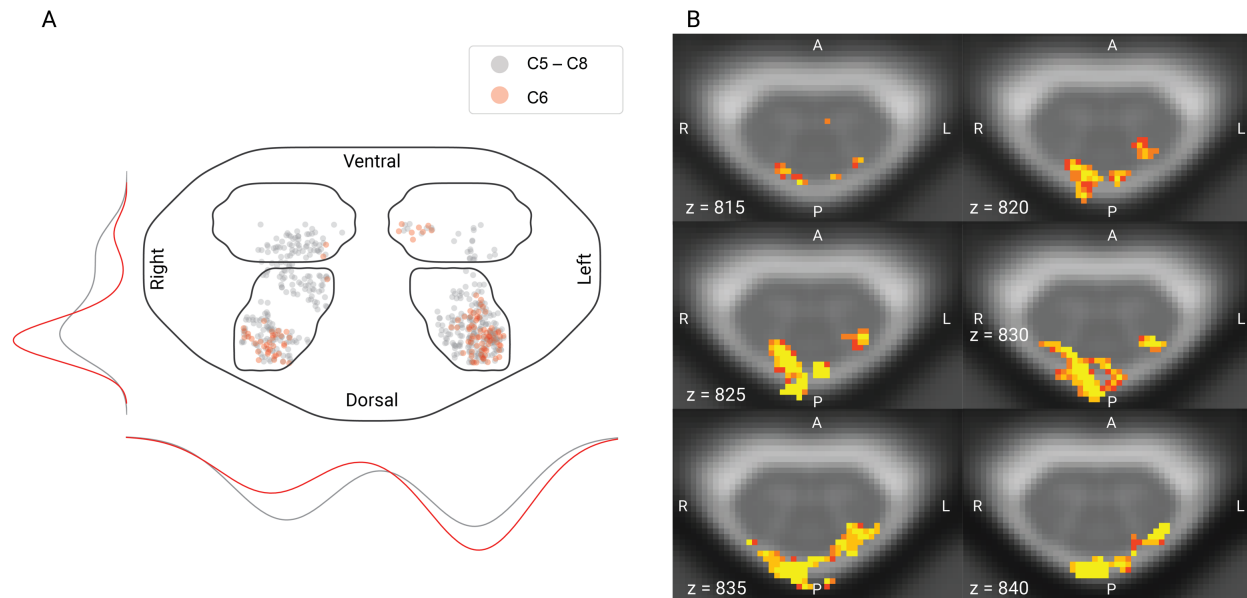 A
C5 – C8
C6
Ventral
Right
Left
Dorsal
B
A
R
z = 815
P
A
R
L
z = 820
P
L
A
R
z = 825
P
A
R
L
z = 830
P
L
A
R
z = 835
P
A
R
L
z = 840
L